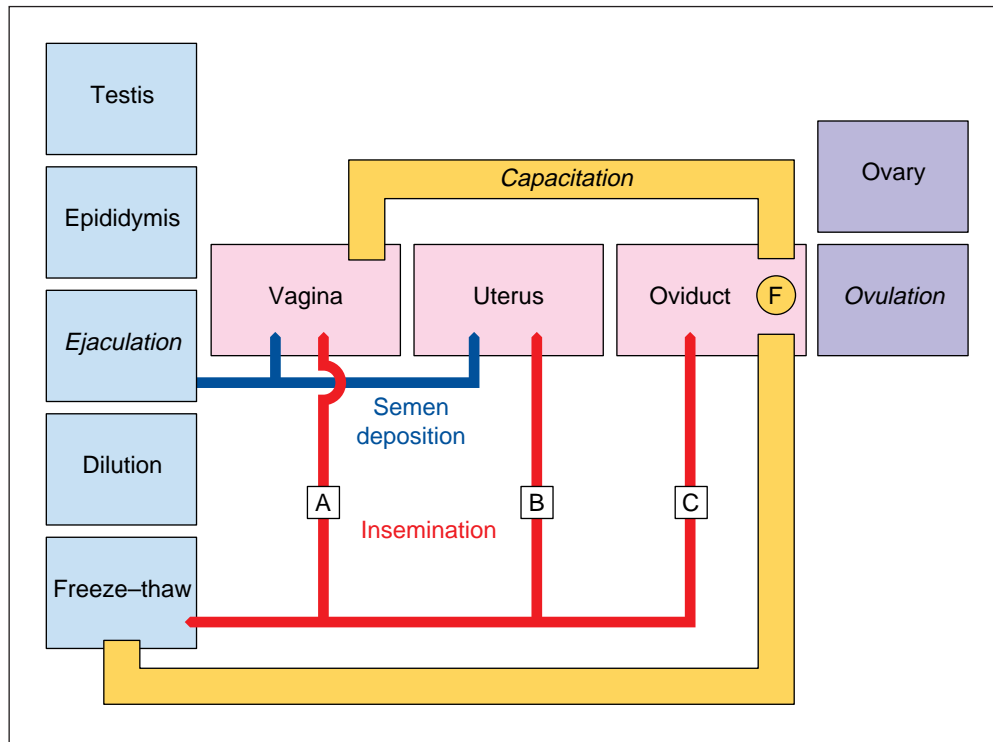 Testis
Epididymis
Ejaculation
Dilution
Freeze–thaw
Capacitation
Vagina
Uterus
Oviduct
F
Ovary
Ovulation
Semen
deposition
A
B
C
Insemination